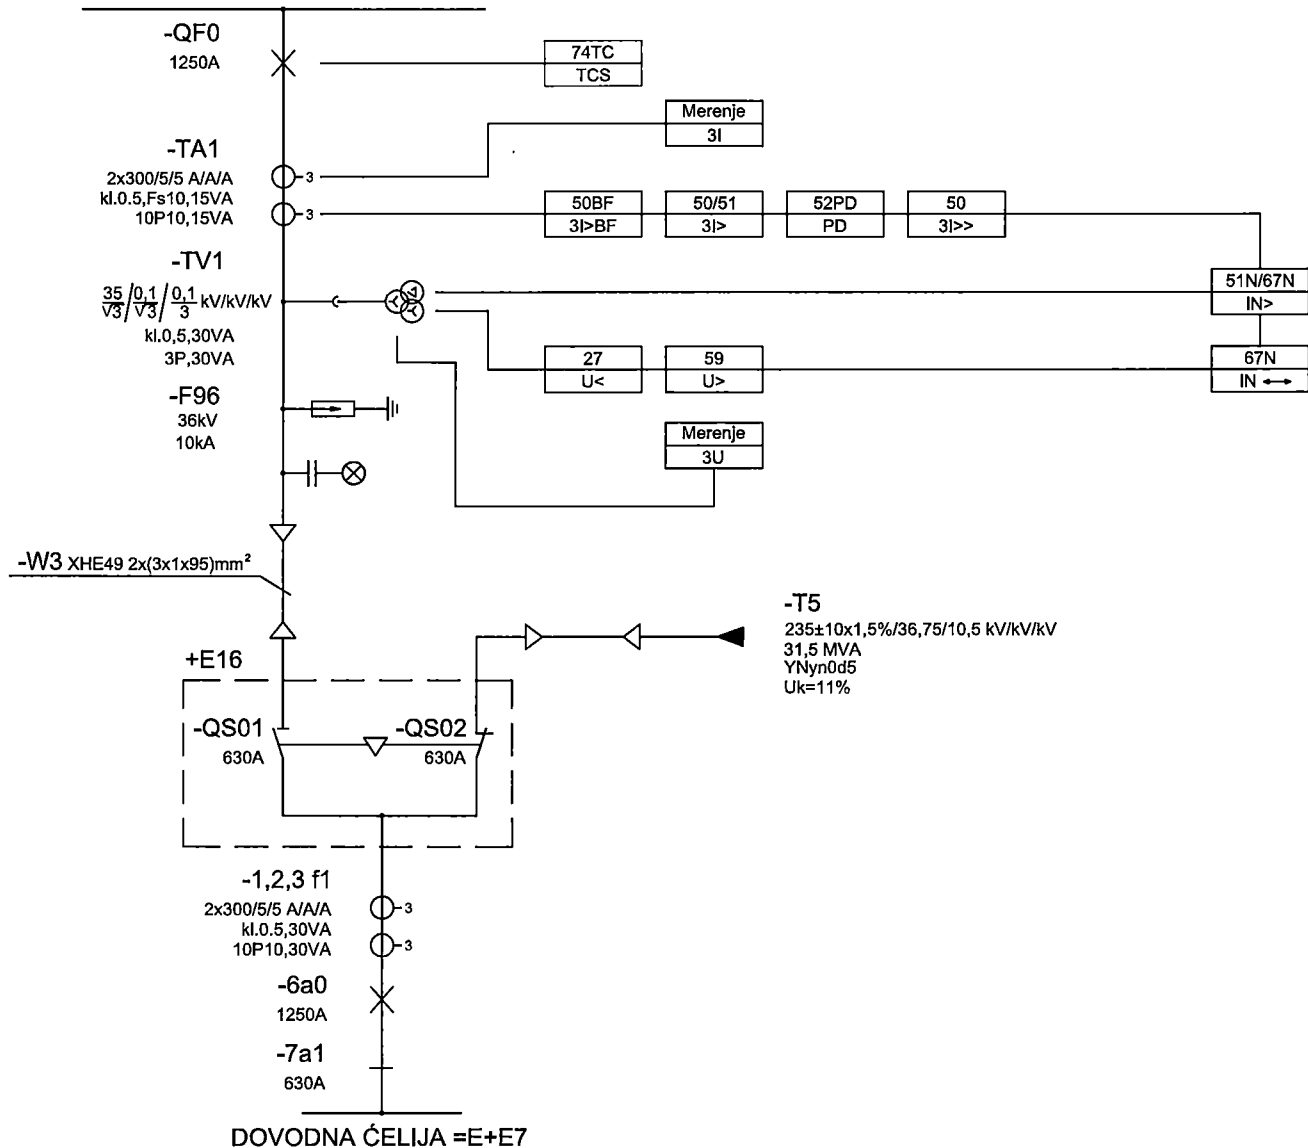 -QF0
1250A
74TC
TCS
Merenje
3I
-TA1
2x300/5/5 A/A/A
kl.0.5,Fs10,15VA
10P10,15VA
3
3
50BF
3I>BF
50/51
3I>
52PD
PD
50
3I>>
-TV1
35/√3/0,1/√3/0,1/3 kV/kV/kV
kl.0,5,30VA
3P,30VA
51N/67N
IN>
27
U<
59
U>
67N
IN ↔
-F96
36kV
10kA
Merenje
3U
-W3 XHE49 2x(3x1x95)mm²
-T5
235±10x1,5%/36,75/10,5 kV/kV/kV
31,5 MVA
YNyn0d5
Uk=11%
+E16
-QS01
630A
-QS02
630A
-1,2,3 f1
2x300/5/5 A/A/A
kl.0.5,30VA
10P10,30VA
3
3
-6a0
1250A
-7a1
630A
DOVODNA ĆELIJA =E+E7